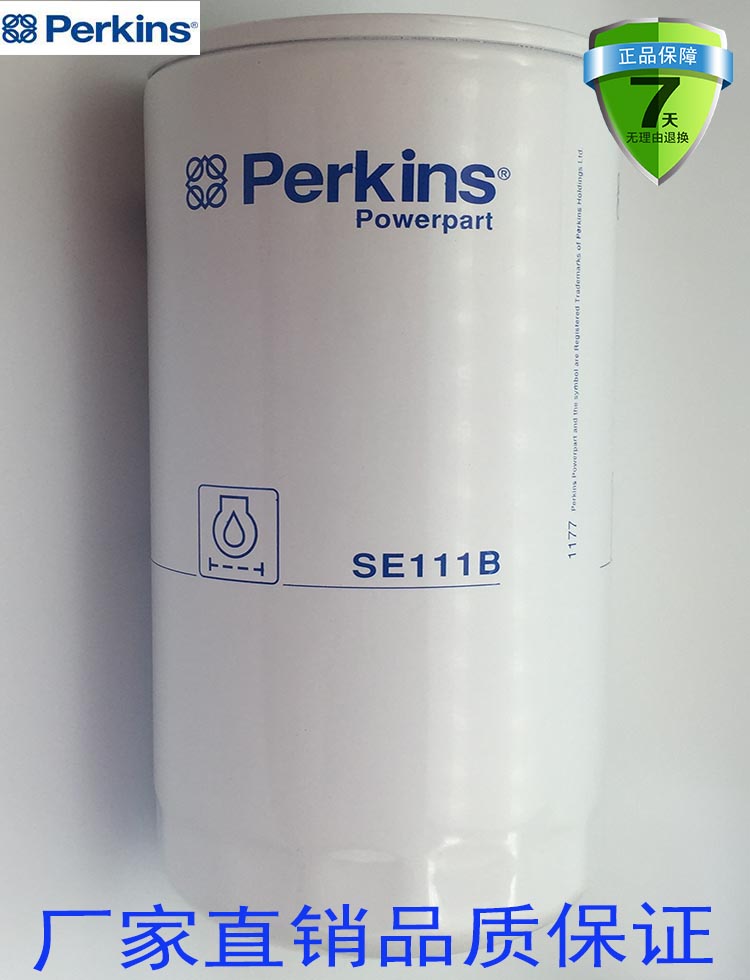 Perkins®
正品保障
7天
无理由退换
Perkins®
Powerpart
1177 Perkins Powerpart and the symbol are Registered Trademarks of Perkins Holdings Ltd.
SE111B
厂家直销品质保证